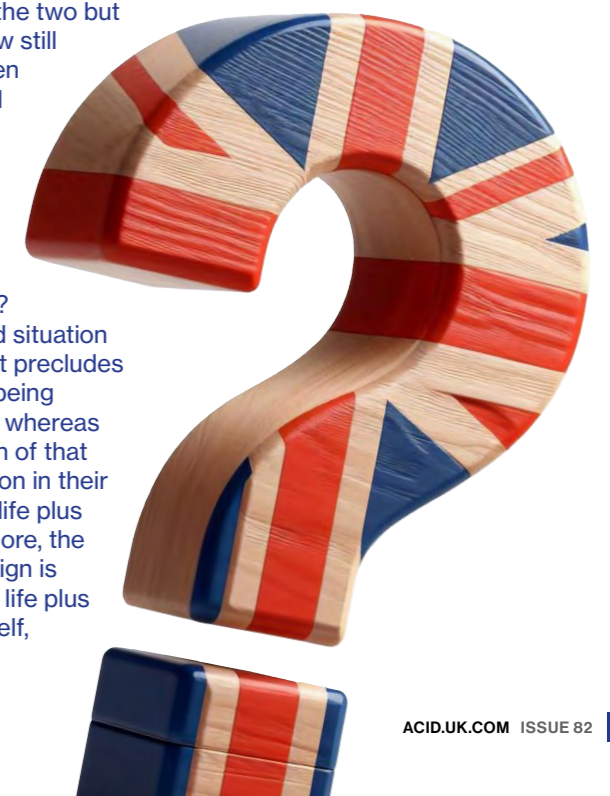 the two but
w still
en
l
?
d situation
t precludes
being
whereas
n of that
on in their
life plus
ore, the
ign is
life plus
elf,
ACID.UK.COM ISSUE 82